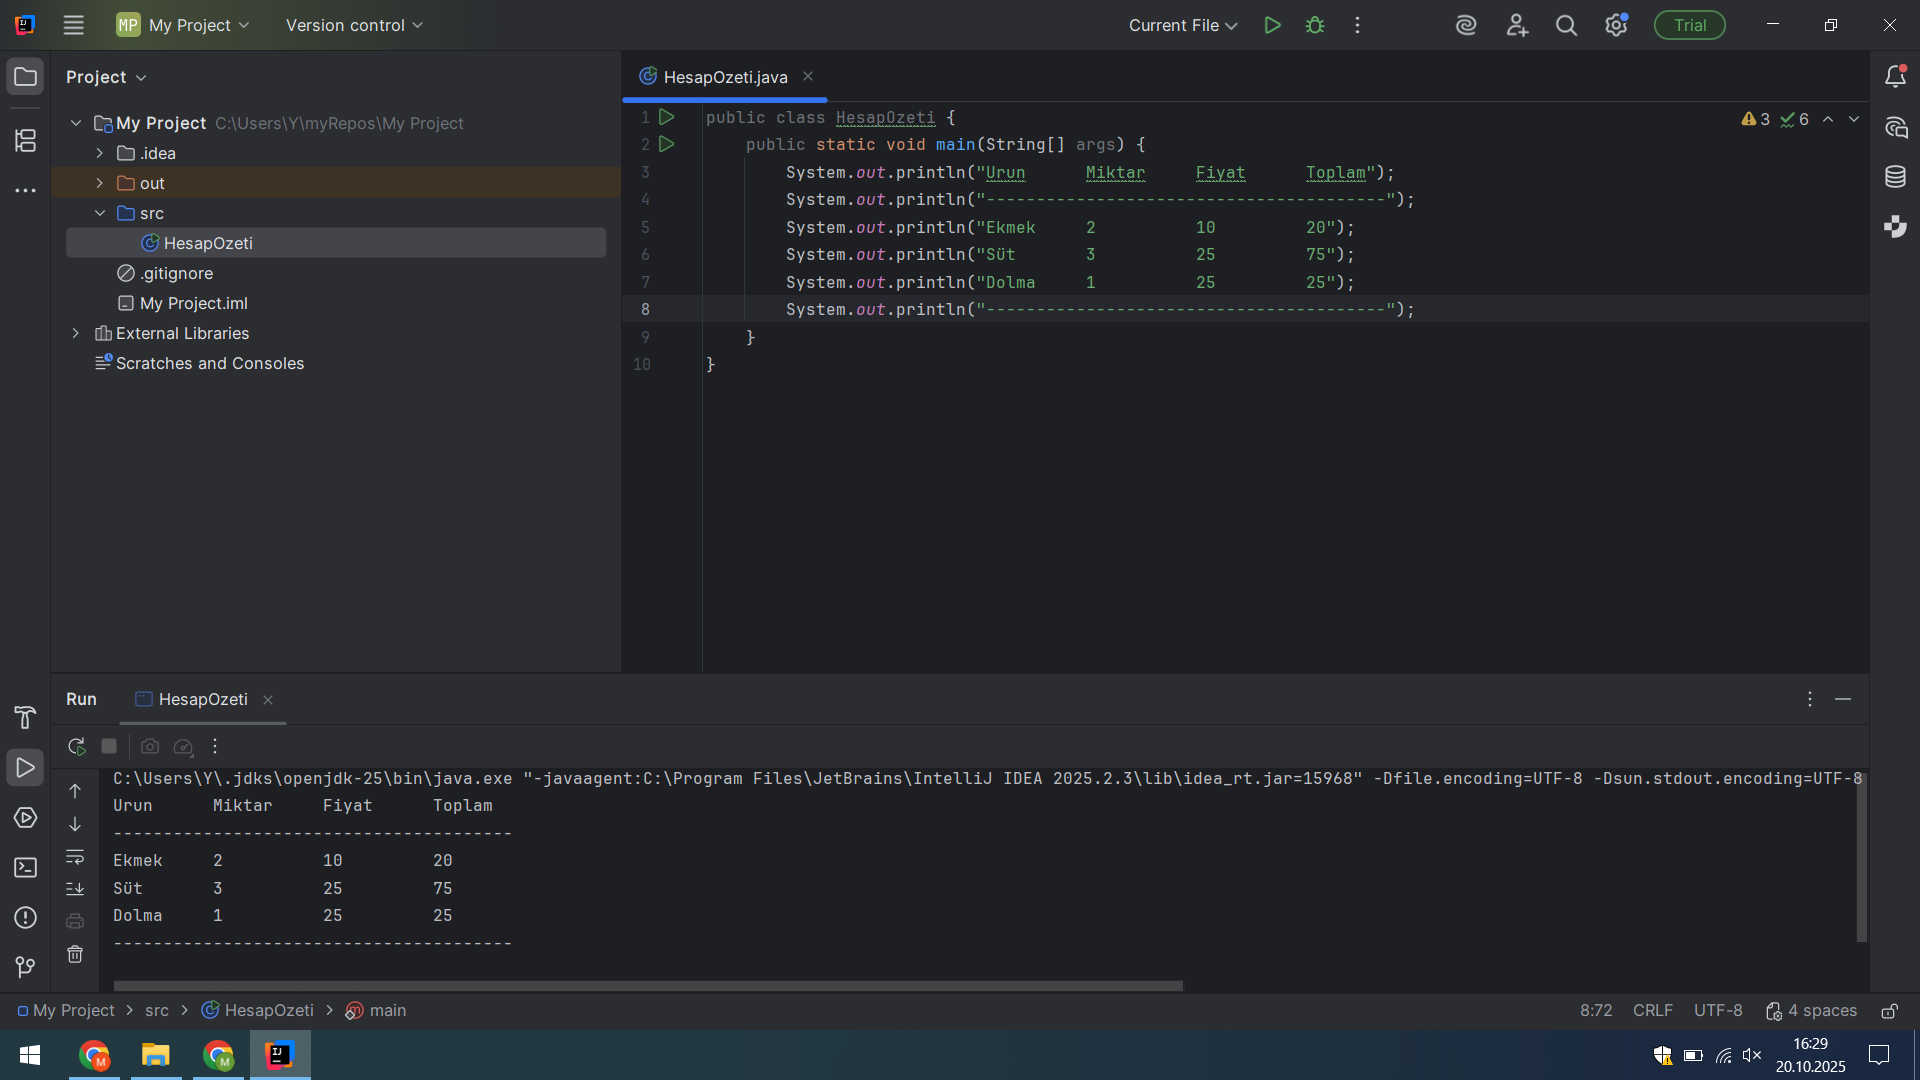 MP My Project Version control Current File Trial
Project
My Project C:\Users\Y\myRepos\My Project
.idea
out
src
HesapOzeti
.gitignore
My Project.iml
External Libraries
Scratches and Consoles
HesapOzeti.java
3 6
1 public class HesapOzeti {
2     public static void main(String[] args) {
3         System.out.println("Urun      Miktar     Fiyat      Toplam");
4         System.out.println("----------------------------------------");
5         System.out.println("Ekmek     2          10         20");
6         System.out.println("Süt       3          25         75");
7         System.out.println("Dolma     1          25         25");
8         System.out.println("----------------------------------------");
9     }
10 }
Run HesapOzeti
C:\Users\Y\.jdks\openjdk-25\bin\java.exe "-javaagent:C:\Program Files\JetBrains\IntelliJ IDEA 2025.2.3\lib\idea_rt.jar=15968" -Dfile.encoding=UTF-8 -Dsun.stdout.encoding=UTF-8
Urun      Miktar     Fiyat      Toplam
----------------------------------------
Ekmek     2          10         20
Süt       3          25         75
Dolma     1          25         25
----------------------------------------
My Project > src > HesapOzeti > main 8:72 CRLF UTF-8 4 spaces
16:29
20.10.2025